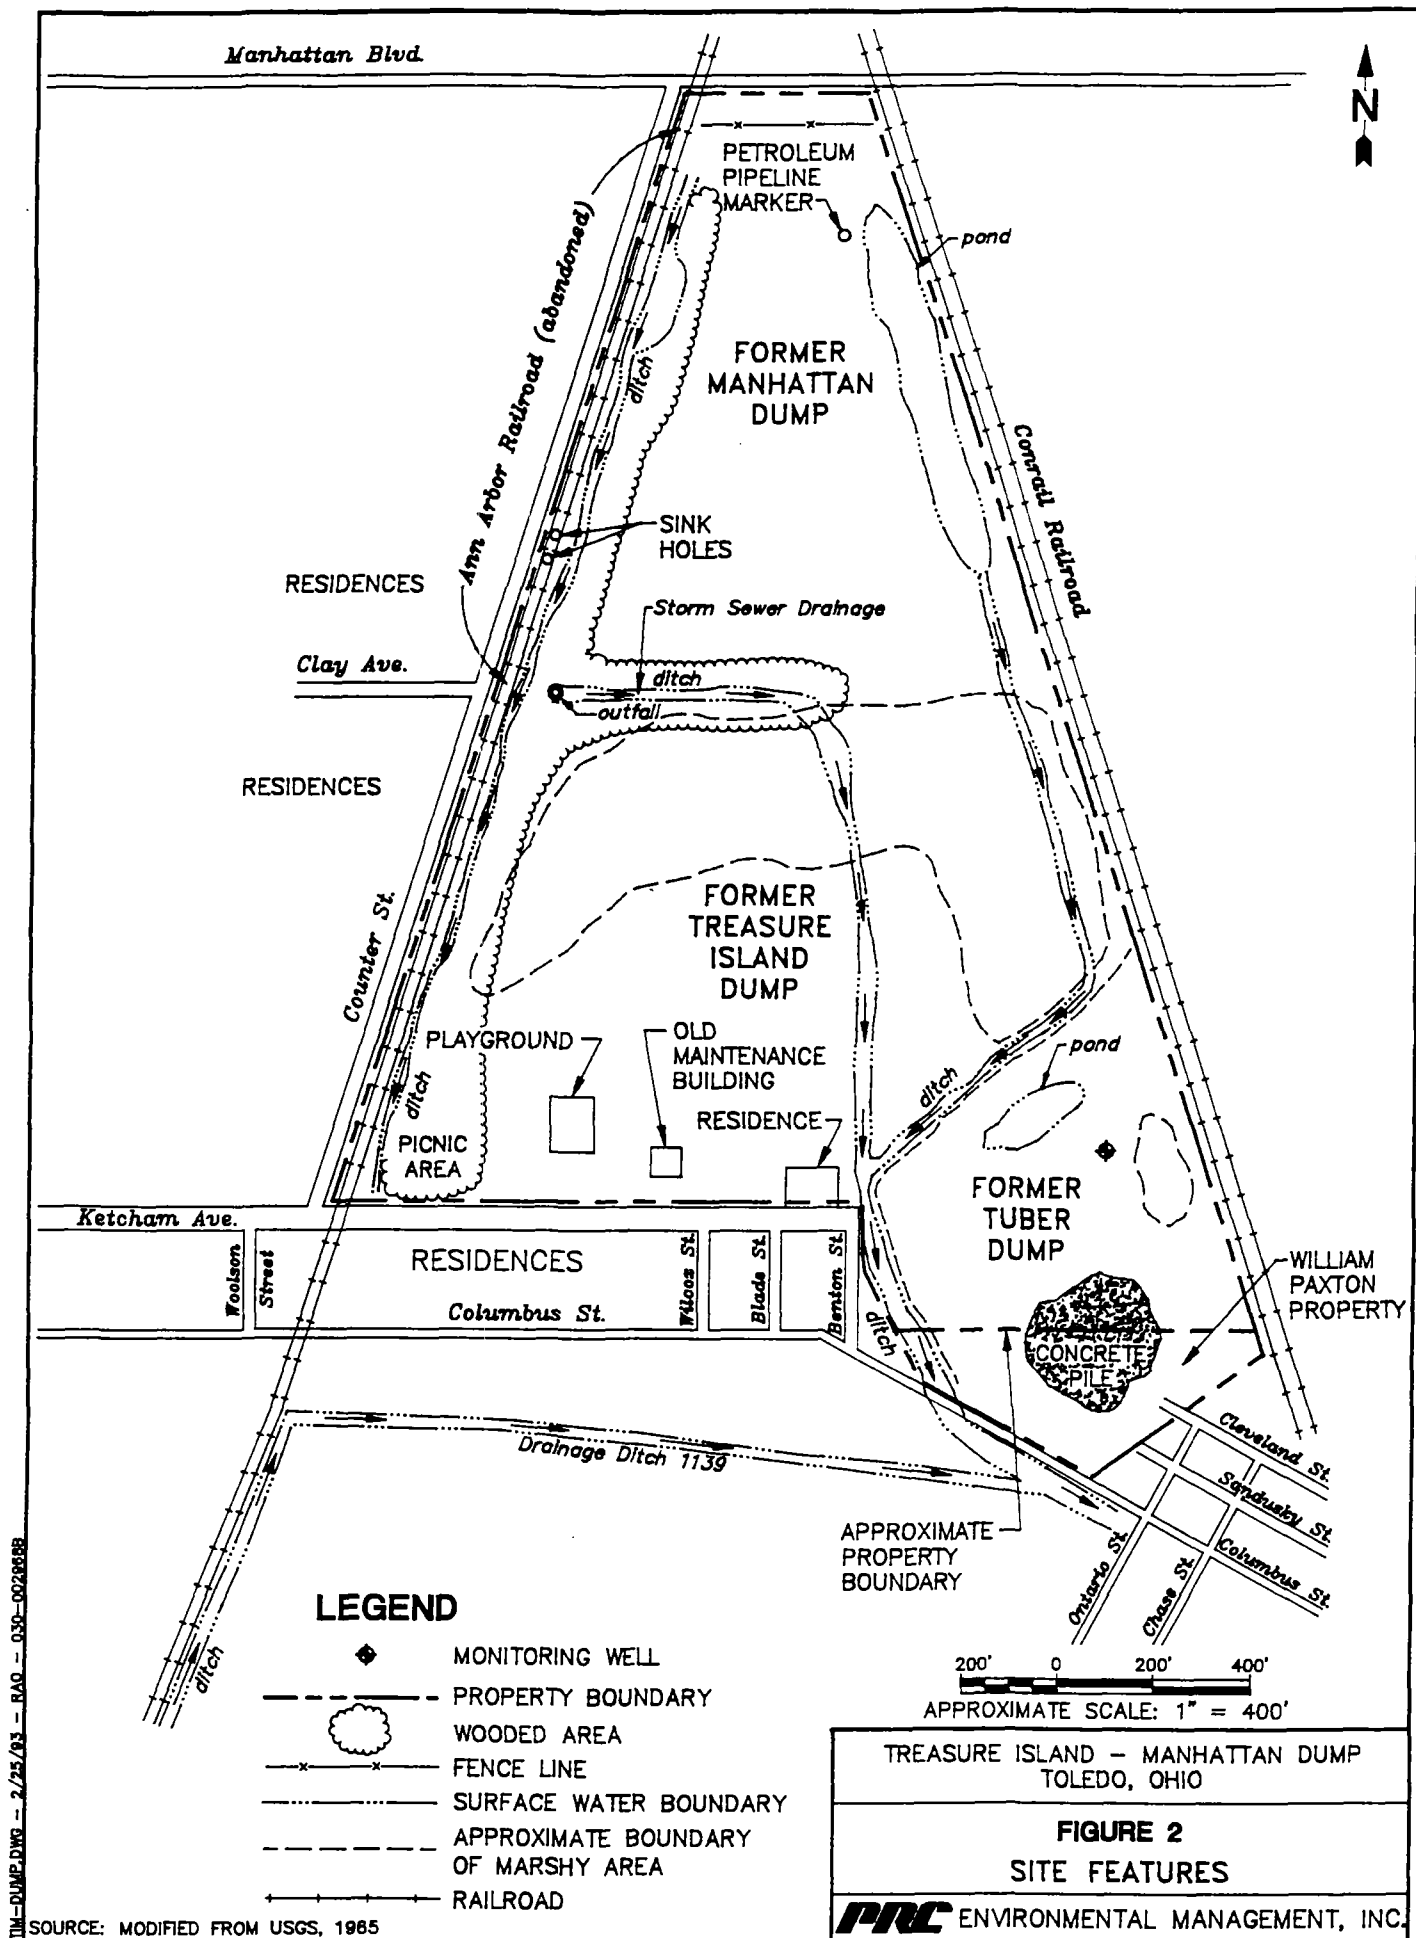 Manhattan Blvd.
N
PETROLEUM
PIPELINE
MARKER
pond
Ann Arbor Railroad (abandoned)
ditch
FORMER
MANHATTAN
DUMP
Conrail Railroad
SINK
HOLES
RESIDENCES
Storm Sewer Drainage
Clay Ave.
ditch
outfall
RESIDENCES
Counter St.
FORMER
TREASURE
ISLAND
DUMP
PLAYGROUND
OLD
MAINTENANCE
BUILDING
pond
ditch
ditch
RESIDENCE
PICNIC
AREA
FORMER
TUBER
DUMP
Ketcham Ave.
Woolson
Street
RESIDENCES
Columbus St.
Wilcox St.
Blade St.
Benton St.
ditch
WILLIAM
PAXTON
PROPERTY
CONCRETE
PILE
Drainage Ditch 1139
Cleveland St.
Sandusky St.
Columbus St.
Ontario St.
Chase St.
APPROXIMATE
PROPERTY
BOUNDARY
ditch
LEGEND
MONITORING WELL
PROPERTY BOUNDARY
WOODED AREA
FENCE LINE
SURFACE WATER BOUNDARY
APPROXIMATE BOUNDARY
OF MARSHY AREA
RAILROAD
200' 0 200' 400'
APPROXIMATE SCALE: 1" = 400'
TREASURE ISLAND - MANHATTAN DUMP
TOLEDO, OHIO
FIGURE 2
SITE FEATURES
PRC ENVIRONMENTAL MANAGEMENT, INC.
SOURCE: MODIFIED FROM USGS, 1965
- 2/25/93 - RAO -